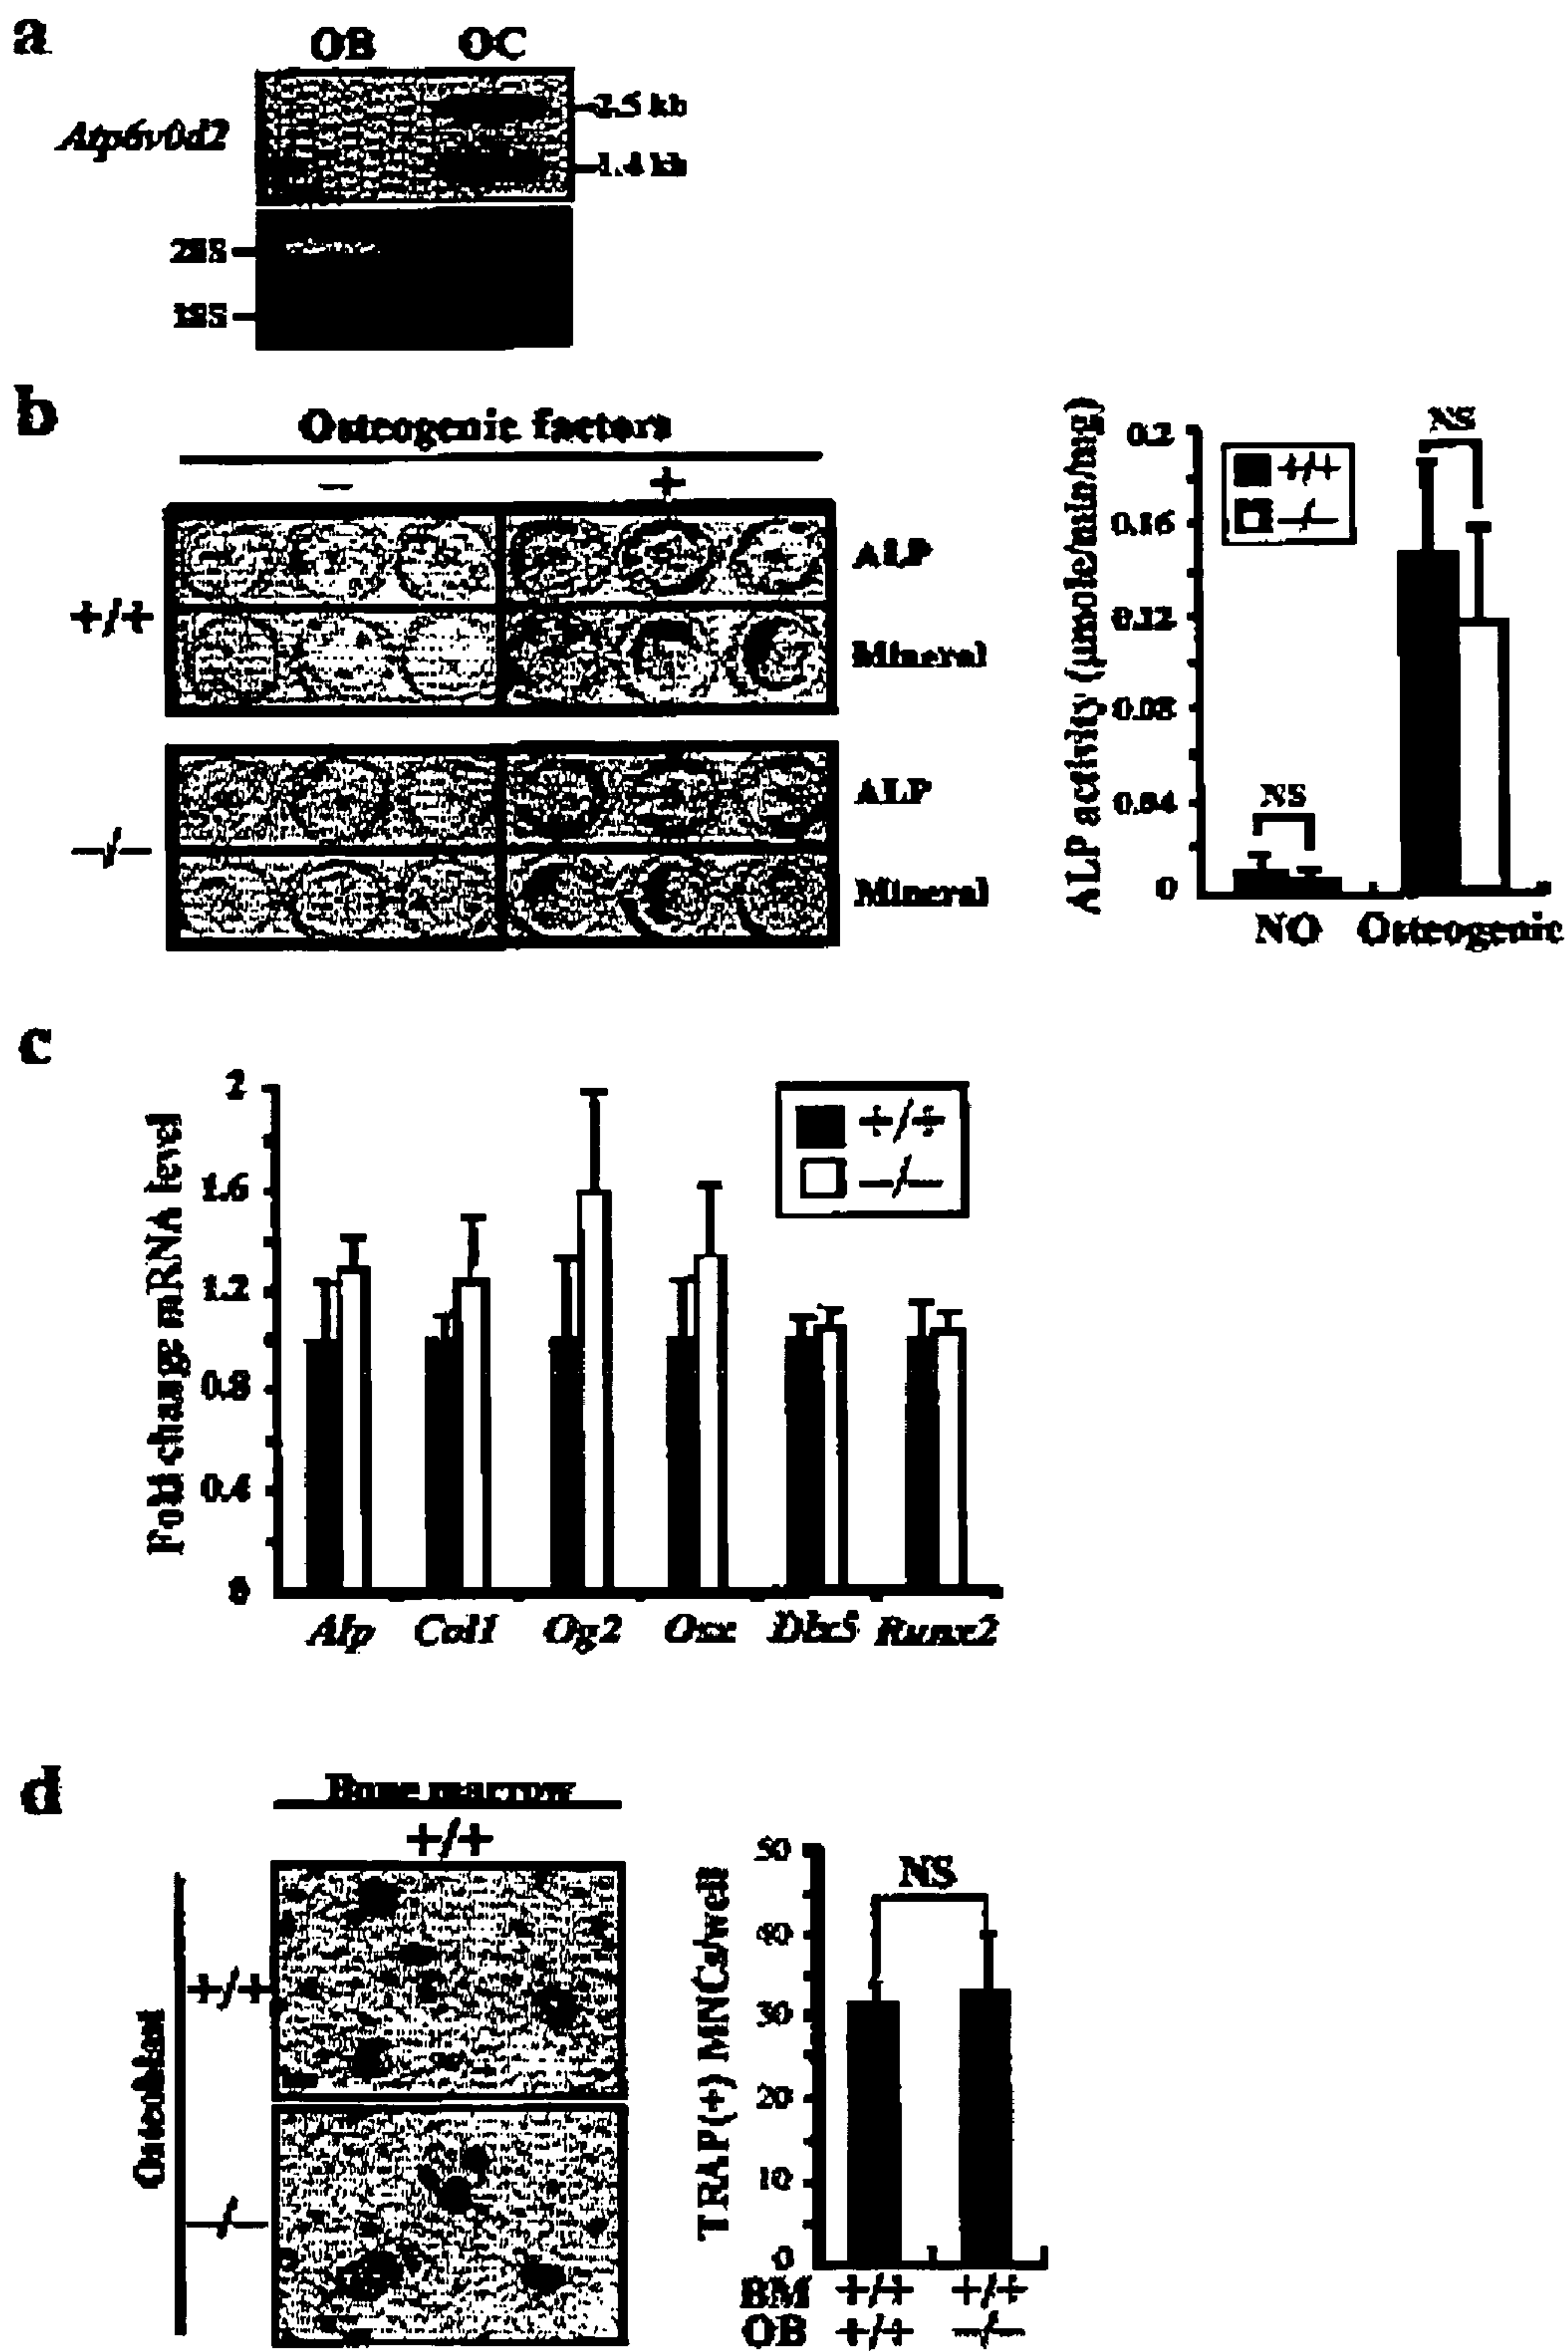 a
OB OC
Atp6v0d2
2.5 kb
1.4 kb
28S
18S
b
Osteogenic factors
− +
+/+
ALP
Mineral
−/−
ALP
Mineral
ALP activity (μmole/min/mg)
0.2
0.16
0.12
0.08
0.04
0
+/+
−/−
NS
NS
NO Osteogenic
c
Fold change mRNA level
2
1.6
1.2
0.8
0.4
0
+/+
−/−
Alp Col1 Og2 Osx Dlx5 Runx2
d
Bone marrow
+/+
Osteoblast
+/+
−/−
TRAP(+) MNCs/well
50
40
30
20
10
0
NS
BM +/+ +/+
OB +/+ −/−